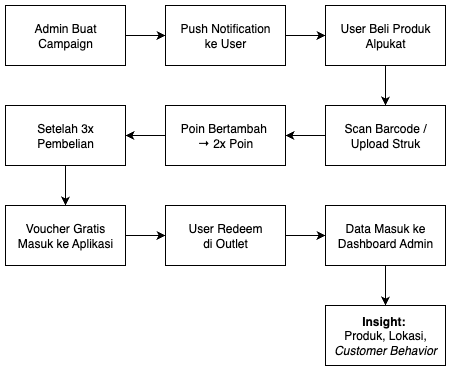 Admin Buat
Campaign
Push Notification
ke User
User Beli Produk
Alpukat
Scan Barcode /
Upload Struk
Poin Bertambah
→ 2x Poin
Setelah 3x
Pembelian
Voucher Gratis
Masuk ke Aplikasi
User Redeem
di Outlet
Data Masuk ke
Dashboard Admin
Insight:
Produk, Lokasi,
Customer Behavior